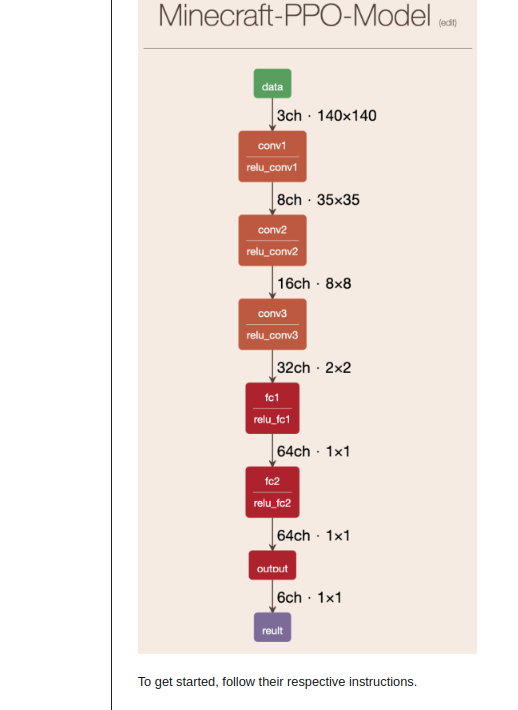 Minecraft-PPO-Model (edit)
data
3ch · 140×140
conv1
relu_conv1
8ch · 35×35
conv2
relu_conv2
16ch · 8×8
conv3
relu_conv3
32ch · 2×2
fc1
relu_fc1
64ch · 1×1
fc2
relu_fc2
64ch · 1×1
output
6ch · 1×1
reult
To get started, follow their respective instructions.